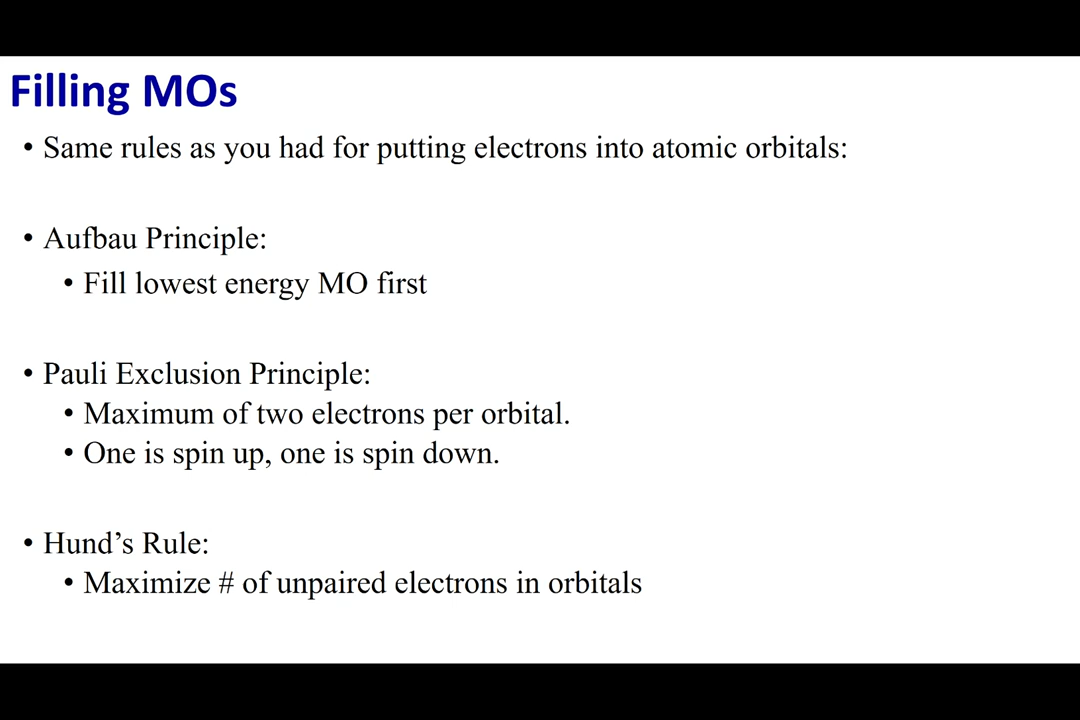 Filling MOs
• Same rules as you had for putting electrons into atomic orbitals:
• Aufbau Principle:
• Fill lowest energy MO first
• Pauli Exclusion Principle:
• Maximum of two electrons per orbital.
• One is spin up, one is spin down.
• Hund’s Rule:
• Maximize # of unpaired electrons in orbitals